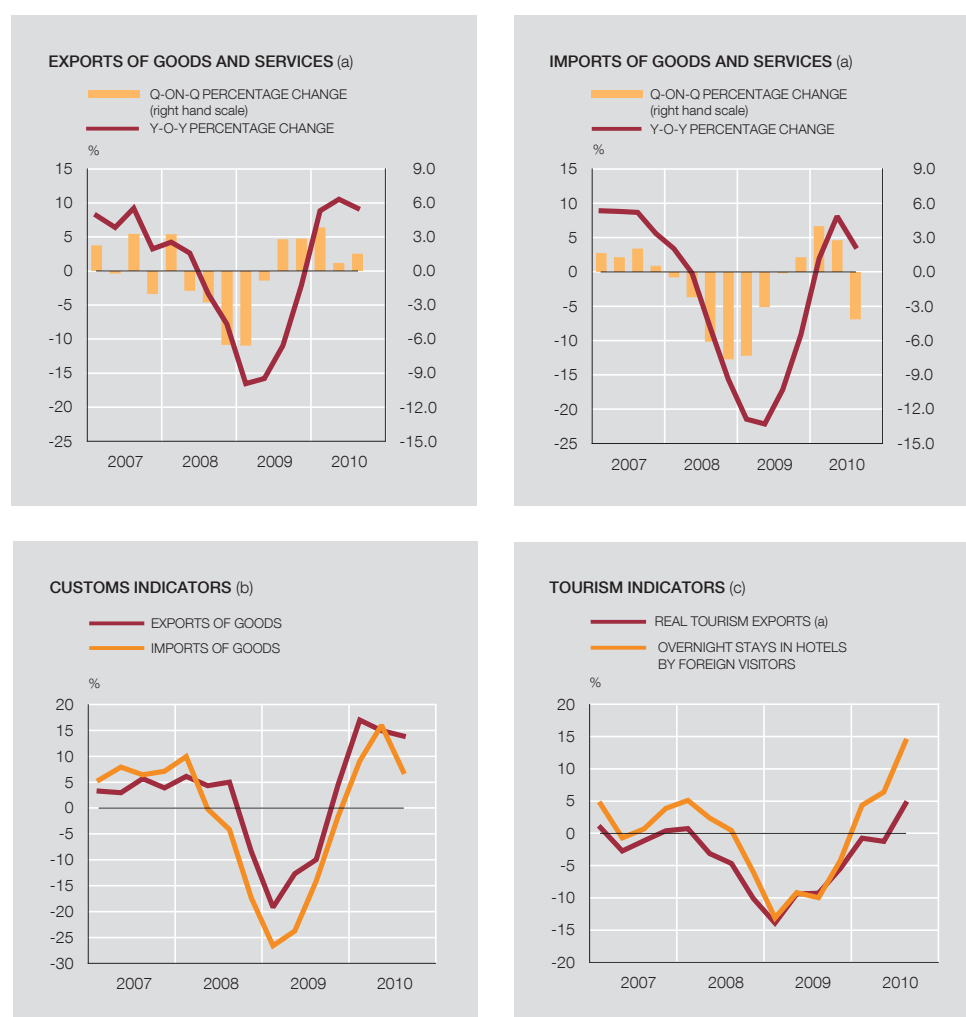 EXPORTS OF GOODS AND SERVICES (a)
Q-ON-Q PERCENTAGE CHANGE
(right hand scale)
Y-O-Y PERCENTAGE CHANGE
%
15 9.0
10 6.0
5 3.0
0 0.0
-5 -3.0
-10 -6.0
-15 -9.0
-20 -12.0
-25 -15.0
2007 2008 2009 2010
IMPORTS OF GOODS AND SERVICES (a)
Q-ON-Q PERCENTAGE CHANGE
(right hand scale)
Y-O-Y PERCENTAGE CHANGE
%
15 9.0
10 6.0
5 3.0
0 0.0
-5 -3.0
-10 -6.0
-15 -9.0
-20 -12.0
-25 -15.0
2007 2008 2009 2010
CUSTOMS INDICATORS (b)
EXPORTS OF GOODS
IMPORTS OF GOODS
%
20
15
10
5
0
-5
-10
-15
-20
-25
-30
2007 2008 2009 2010
TOURISM INDICATORS (c)
REAL TOURISM EXPORTS (a)
OVERNIGHT STAYS IN HOTELS
BY FOREIGN VISITORS
%
20
15
10
5
0
-5
-10
-15
-20
2007 2008 2009 2010